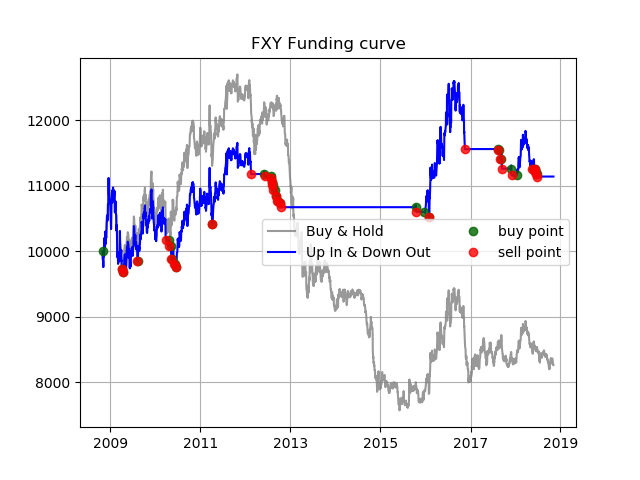 FXY Funding curve
12000
11000
10000
9000
8000
Buy & Hold
Up In & Down Out
buy point
sell point
2009 2011 2013 2015 2017 2019